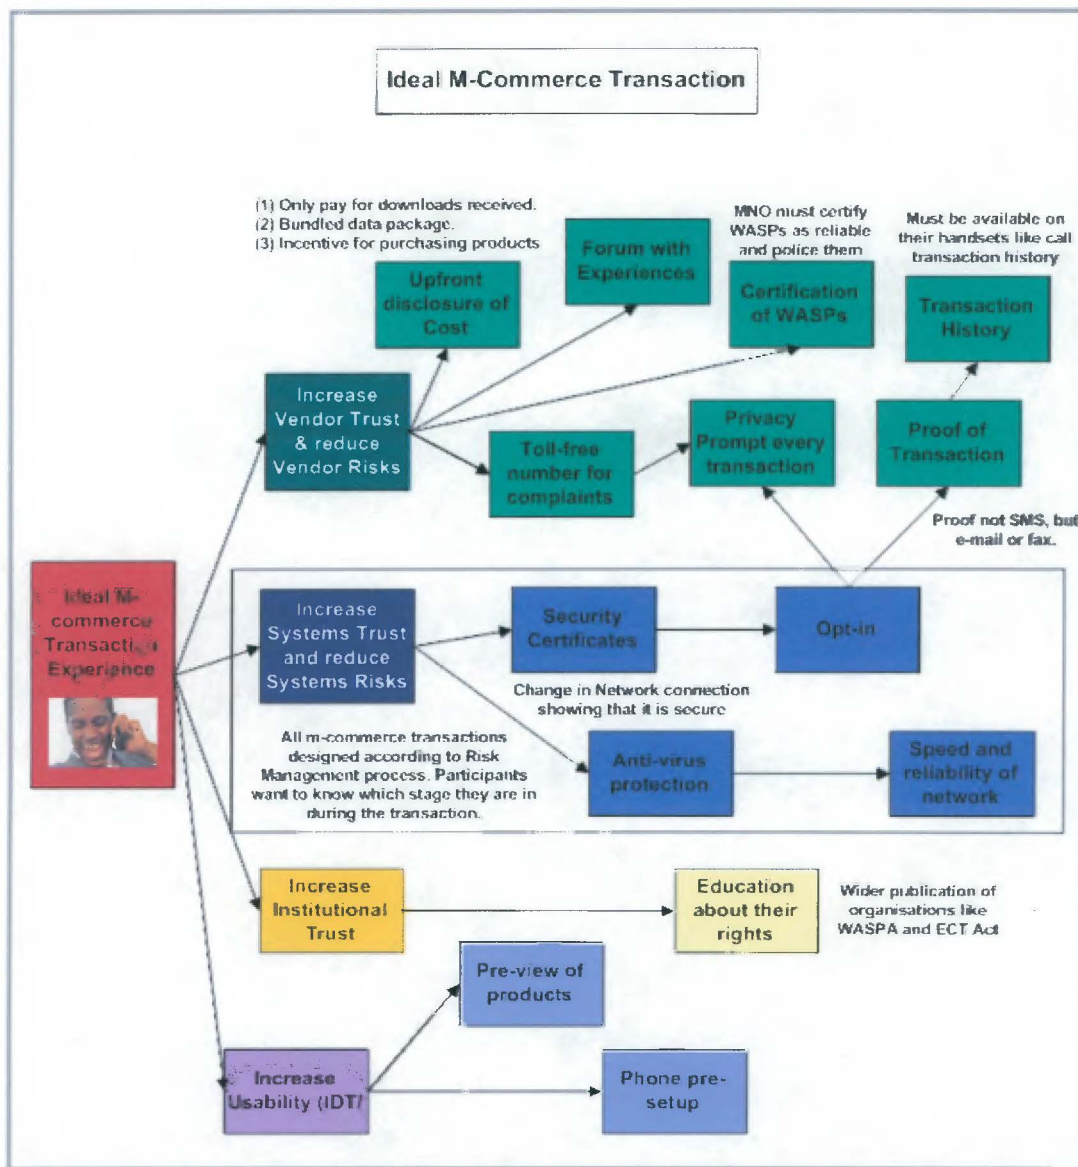 Ideal M-Commerce Transaction
(1) Only pay for downloads received.
(2) Bundled data package.
(3) Incentive for purchasing products
Upfront
disclosure of
Cost
Forum with
Experiences
MNO must certify
WASPs as reliable
and police them
Certification
of WASPs
Must be available on
their handsets like call
transaction history
Transaction
History
Increase
Vendor Trust
& reduce
Vendor Risks
Toll-free
number for
complaints
Privacy
Prompt every
transaction
Proof of
Transaction
Proof not SMS, but
e-mail or fax.
Ideal M-
commerce
Transaction
Experience
Increase
Systems Trust
and reduce
Systems Risks
Security
Certificates
Opt-in
Change in Network connection
showing that it is secure
All m-commerce transactions
designed according to Risk
Management process. Participants
want to know which stage they are in
during the transaction.
Anti-virus
protection
Speed and
reliability of
network
Increase
Institutional
Trust
Education
about their
rights
Wider publication of
organisations like
WASPA and ECT Act
Pre-view of
products
Increase
Usability (IDT/
Phone pre-
setup